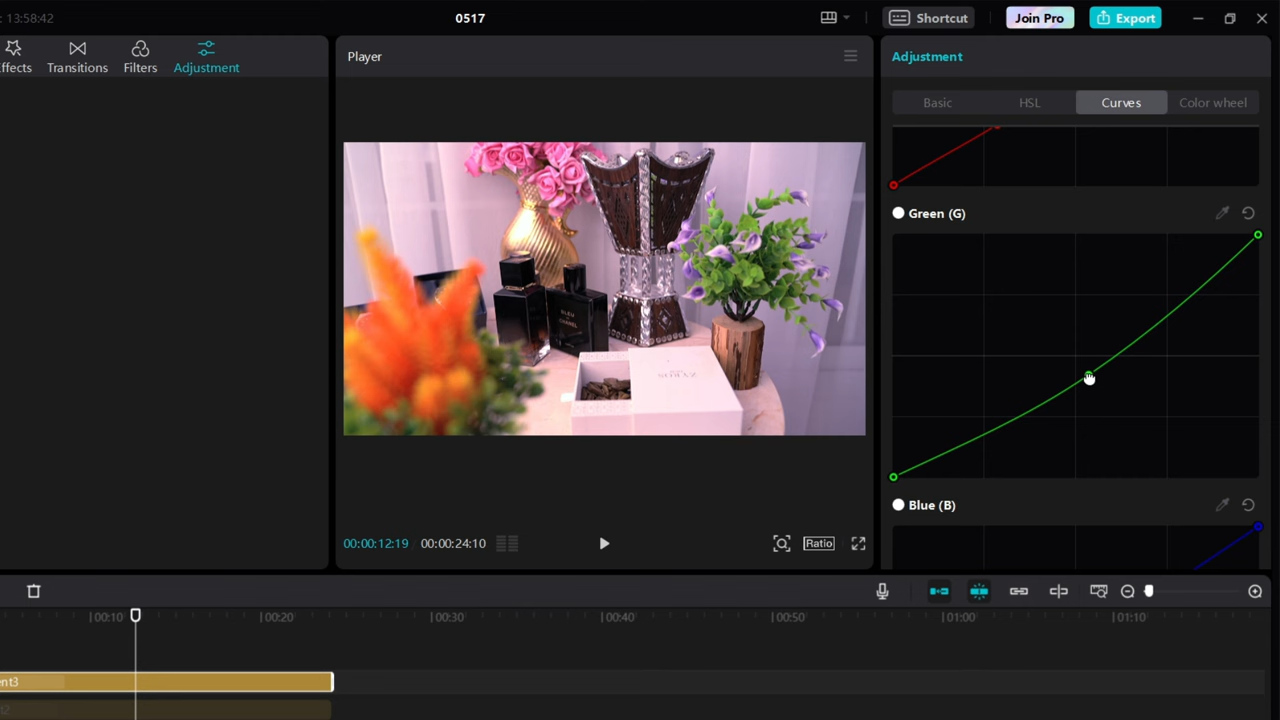 : 13:58:42
0517
Shortcut
Join Pro
Export
ffects
Transitions
Filters
Adjustment
Player
Adjustment
Basic
HSL
Curves
Color wheel
Green (G)
BLEU
CHANEL
Blue (B)
00:00:12:19
00:00:24:10
Ratio
00:10
00:20
00:30
00:40
00:50
01:00
01:10
ent3